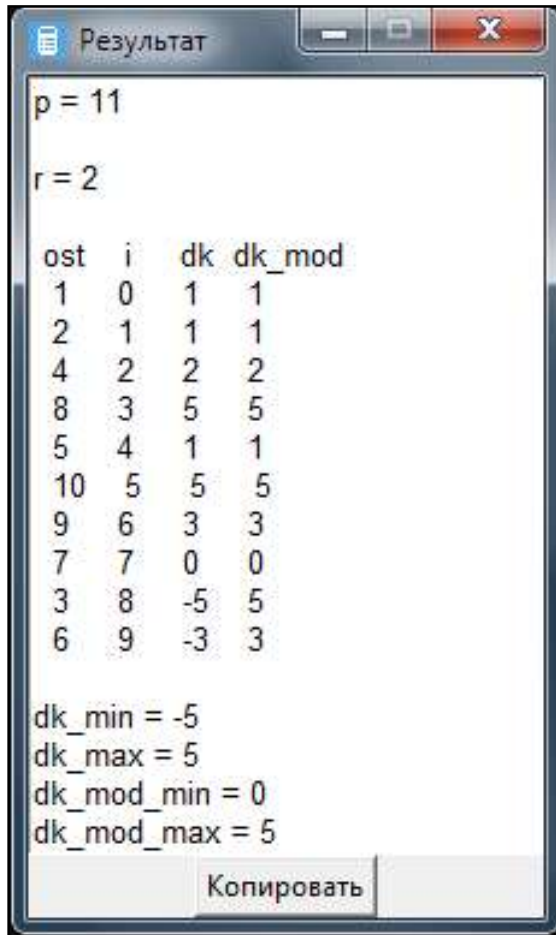 Результат
p = 11
r = 2
ost i dk dk_mod
1 0 1 1
2 1 1 1
4 2 2 2
8 3 5 5
5 4 1 1
10 5 5 5
9 6 3 3
7 7 0 0
3 8 -5 5
6 9 -3 3
dk_min = -5
dk_max = 5
dk_mod_min = 0
dk_mod_max = 5
Копировать